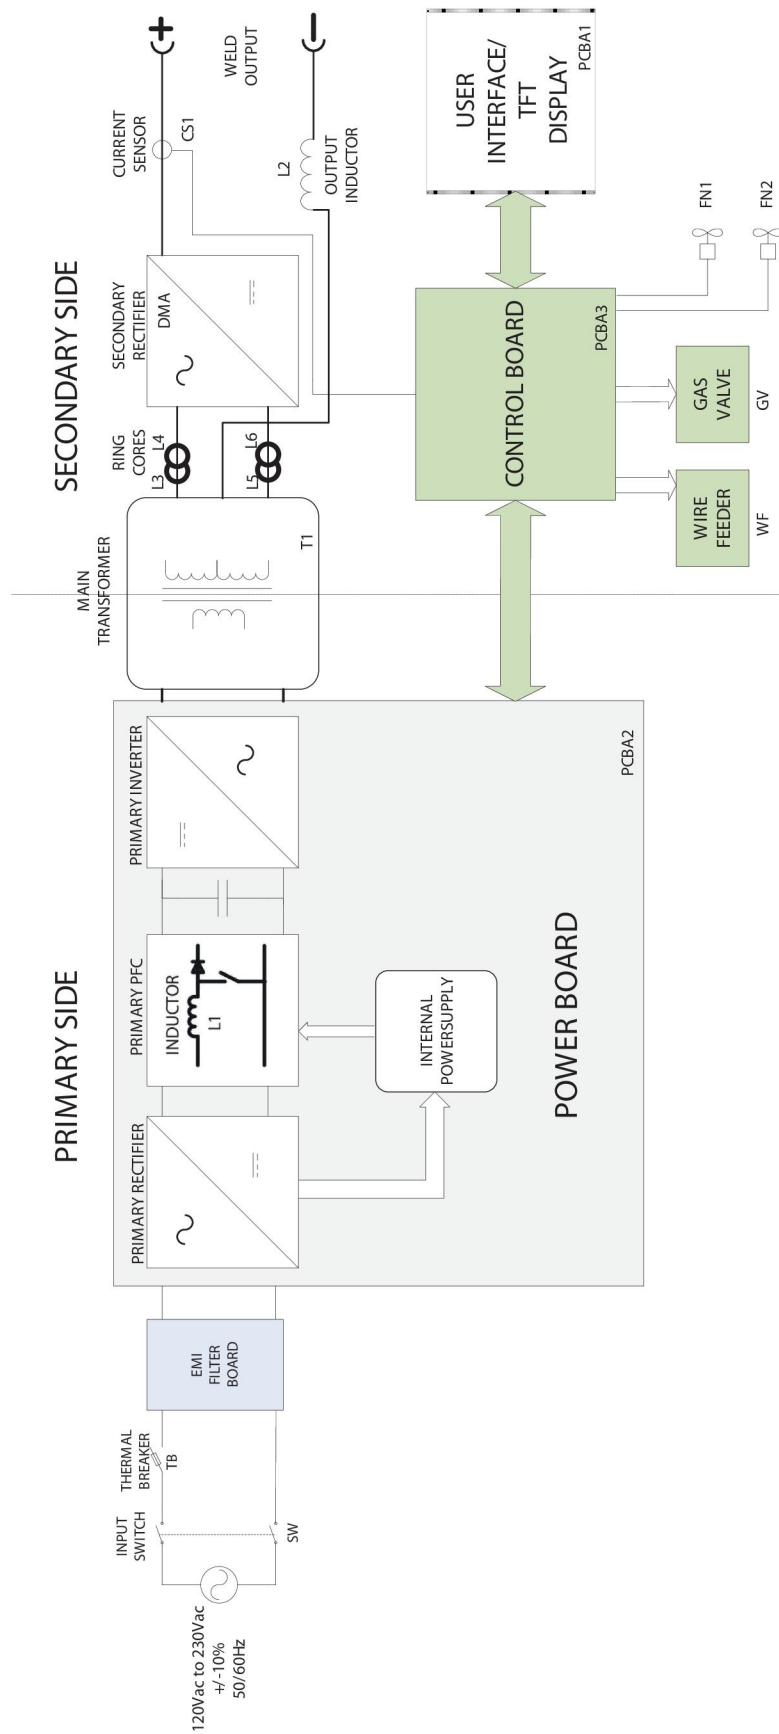 PRIMARY SIDE
SECONDARY SIDE
120Vac to 230Vac
+/-10%
50/60Hz
INPUT
SWITCH
SW
THERMAL
BREAKER
TB
EMI
FILTER
BOARD
PRIMARY RECTIFIER
PRIMARY PFC
INDUCTOR
L1
PRIMARY INVERTER
INTERNAL
POWERSUPPLY
POWER BOARD
PCBA2
MAIN
TRANSFORMER
T1
RING
CORES
L3
L4
L5
L6
SECONDARY
RECTIFIER
DMA
CURRENT
SENSOR
CS1
+
WELD
OUTPUT
-
L2
OUTPUT
INDUCTOR
CONTROL BOARD
PCBA3
USER
INTERFACE/
TFT
DISPLAY
PCBA1
WIRE
FEEDER
WF
GAS
VALVE
GV
FN1
FN2